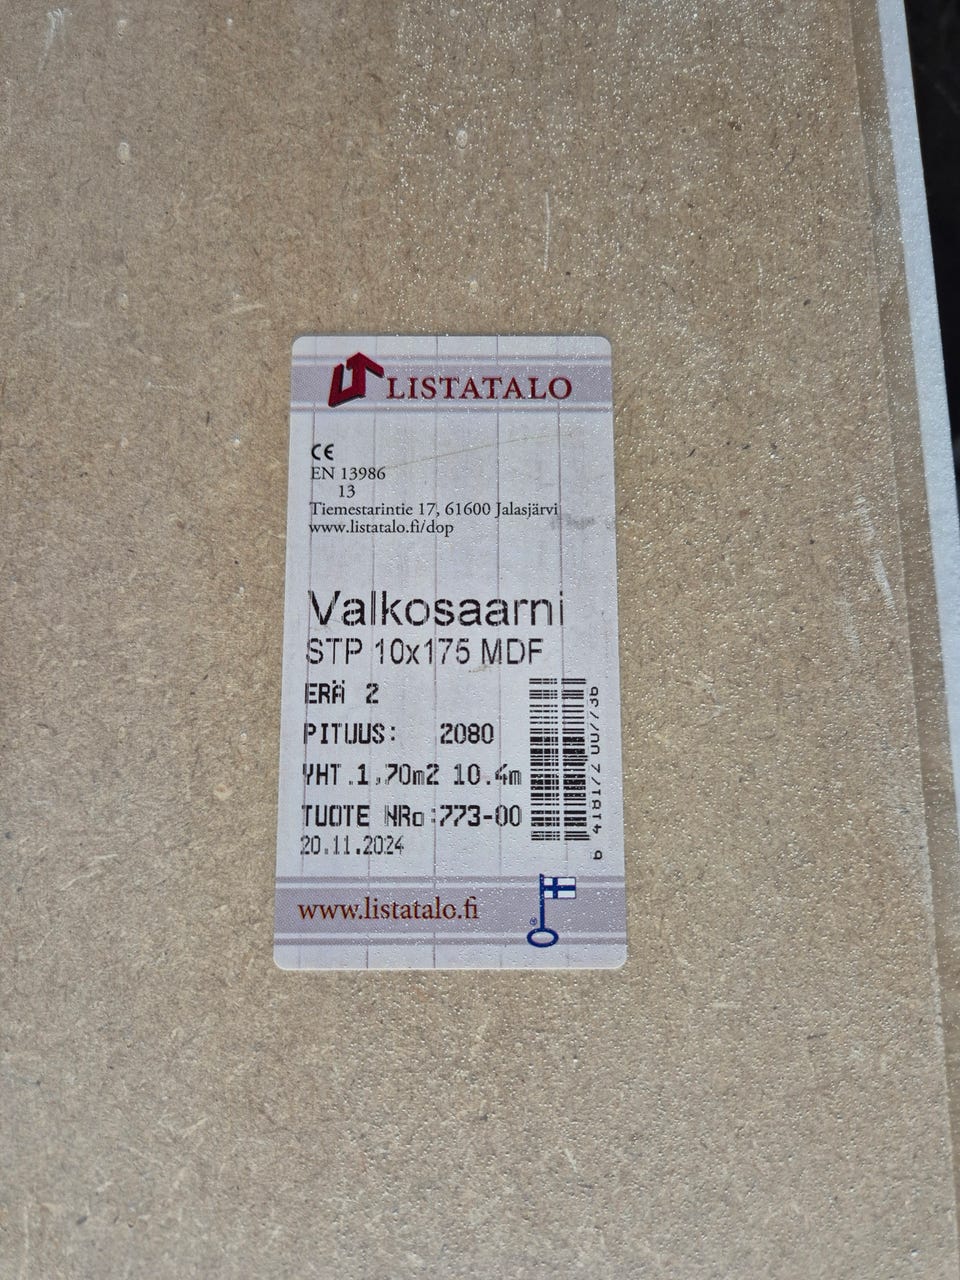 LISTATALO
CE
EN 13986
13
Tiemestarintie 17, 61600 Jalasjärvi
www.listatalo.fi/dop
Valkosaarni
STP 10x175 MDF
ERÄ 2
PITUUS: 2080
YHT.1,70m2 10.4m
TUOTE NRo:773-00
20.11.2024
www.listatalo.fi